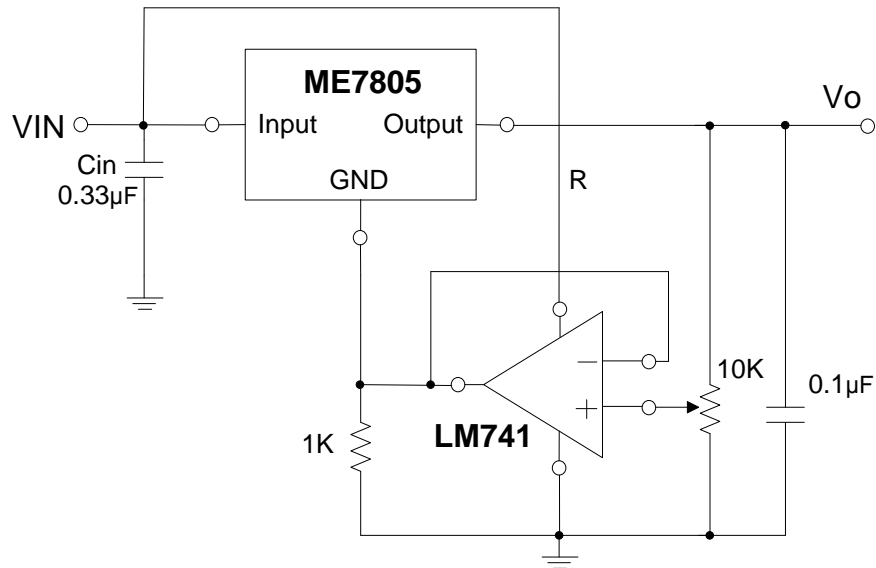 ME7805
Vo
VIN
Input
Output
Cin
0.33µF
GND
R
−
10K
0.1µF
+
1K
LM741